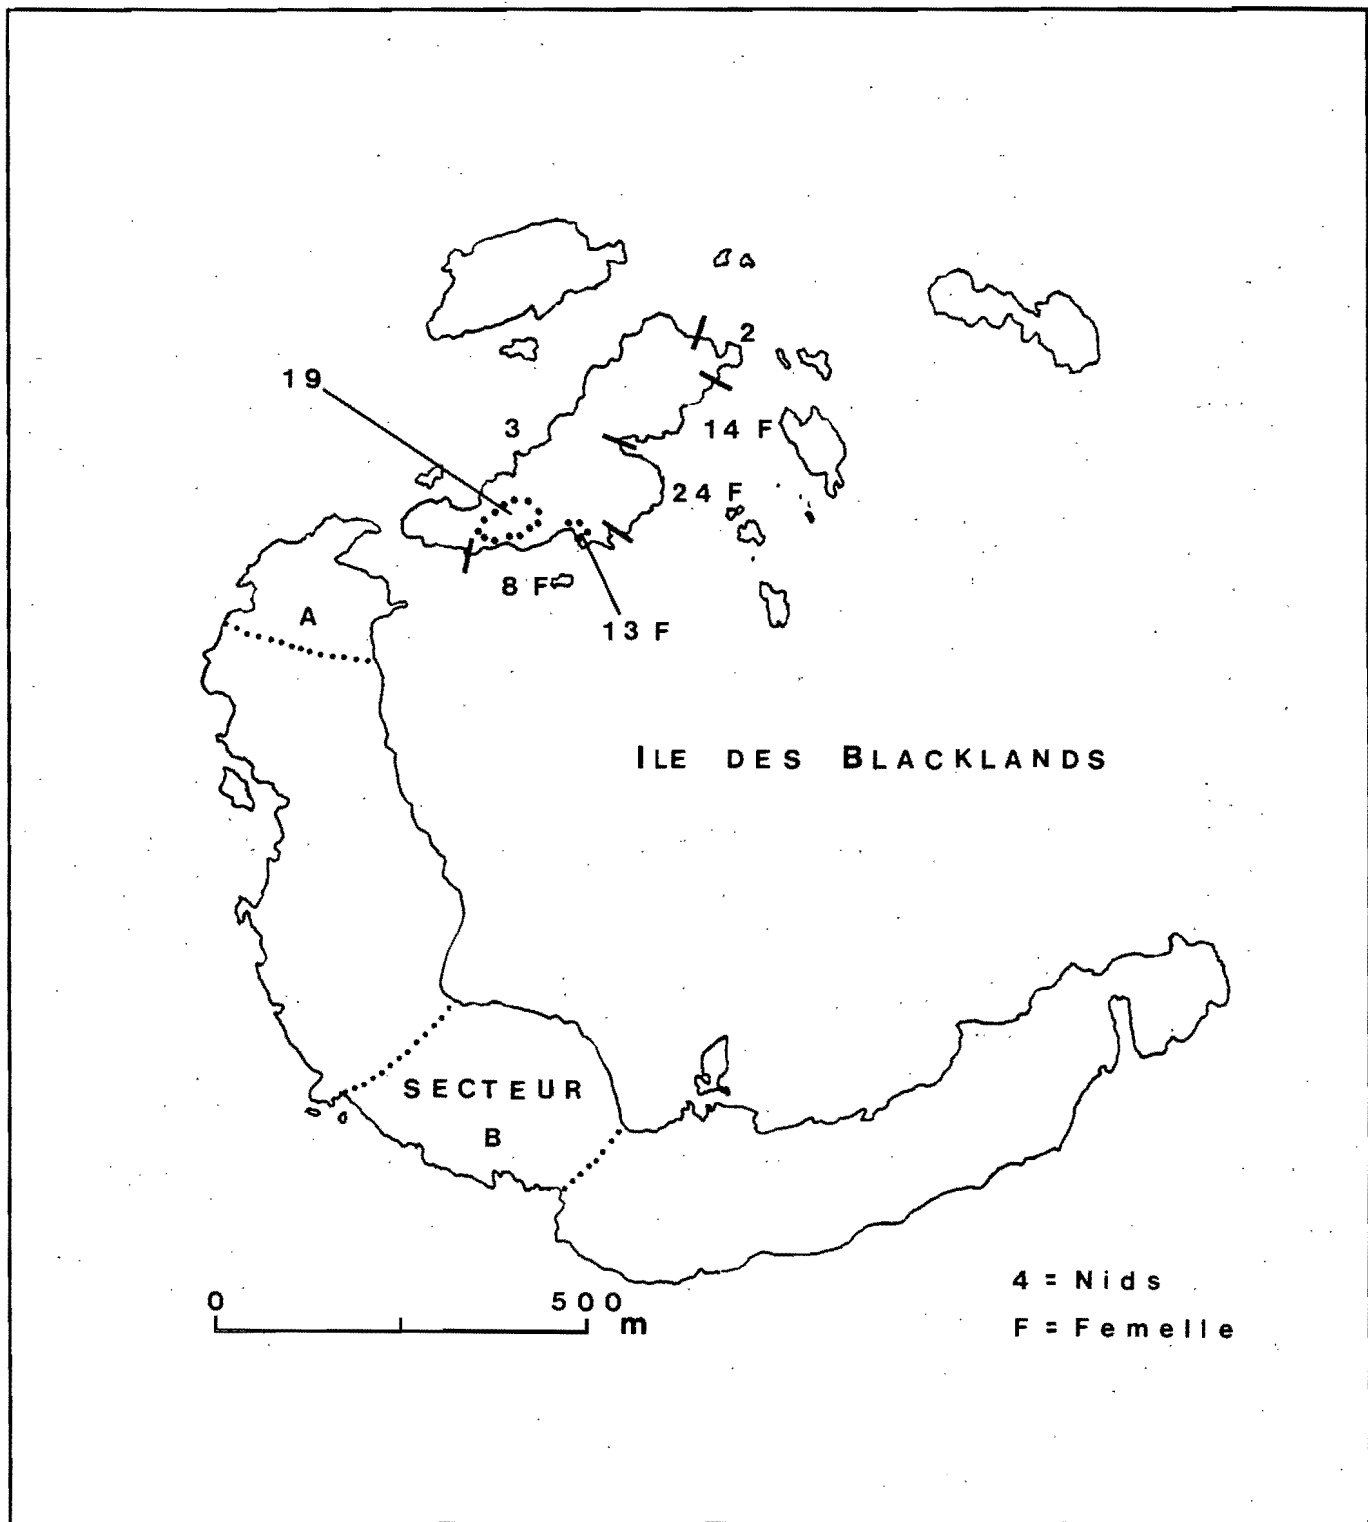 2
19
3
14 F
24 F
8 F
A
13 F
ILE DES BLACKLANDS
SECTEUR
B
4 = Nids
0 500 m
F = Femelle